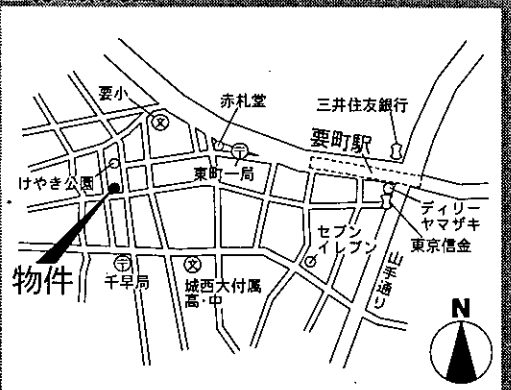 要小
赤札堂
三井住友銀行
要町駅
けやき公園
東町一局
デイリー
ヤマザキ
セブン
イレブン
東京信金
山手通り
物件
千早局
城西大付属
高・中
N